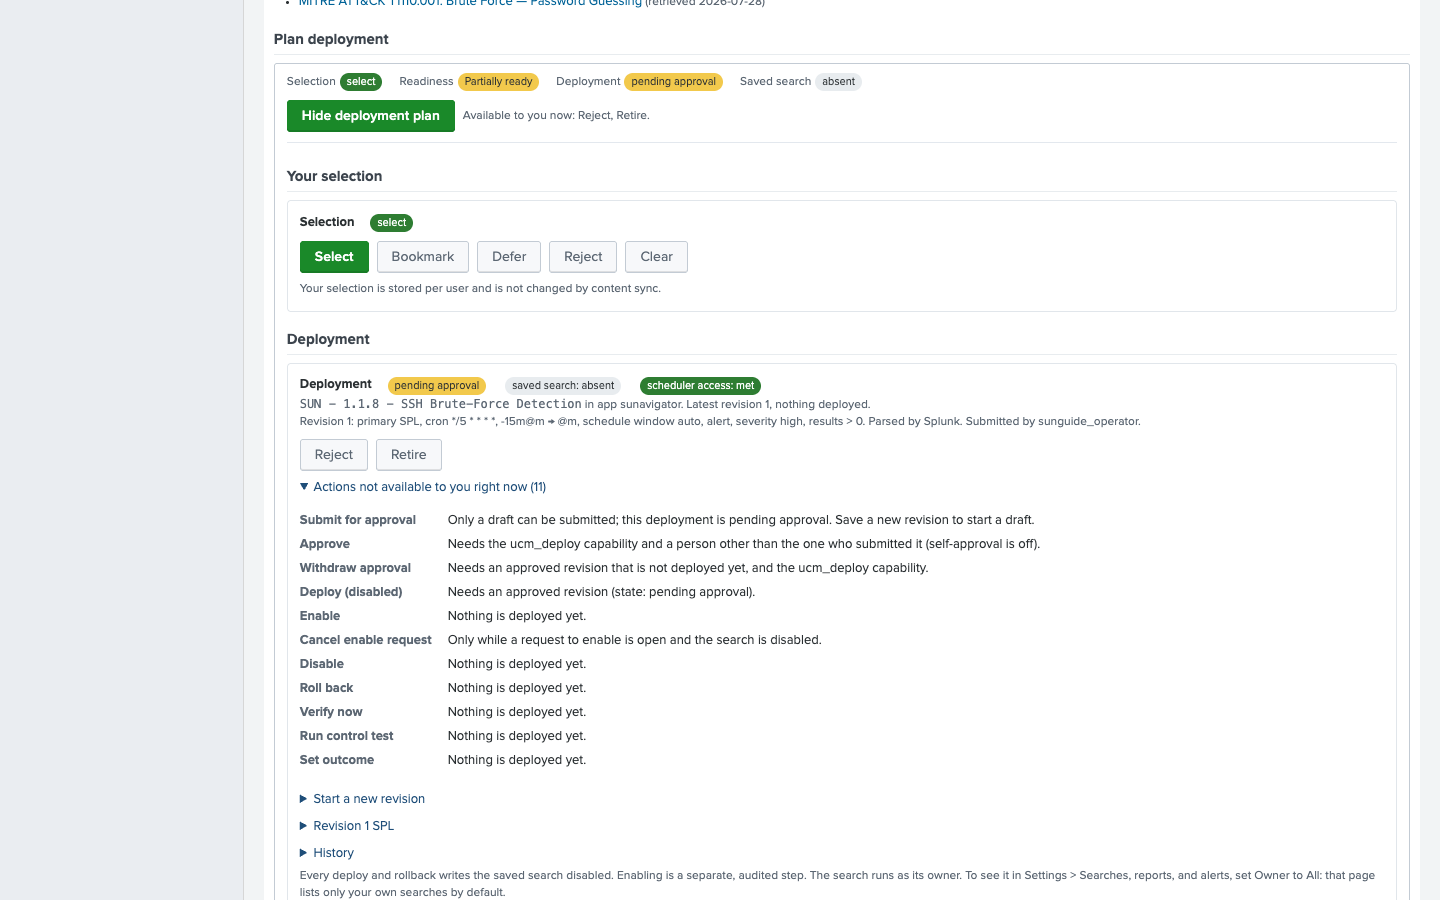 MITRE ATT&CK T1110.001: Brute Force — Password Guessing (retrieved 2026-07-28)
Plan deployment
Selection select Readiness Partially ready Deployment pending approval Saved search absent
Hide deployment plan Available to you now: Reject, Retire.
Your selection
Selection select
Select Bookmark Defer Reject Clear
Your selection is stored per user and is not changed by content sync.
Deployment
Deployment pending approval saved search: absent scheduler access: met
SUN - 1.1.8 - SSH Brute-Force Detection in app sunavigator. Latest revision 1, nothing deployed.
Revision 1: primary SPL, cron */5 * * * *, -15m@m → @m, schedule window auto, alert, severity high, results > 0. Parsed by Splunk. Submitted by sunguide_operator.
Reject Retire
▼ Actions not available to you right now (11)
Submit for approval Only a draft can be submitted; this deployment is pending approval. Save a new revision to start a draft.
Approve Needs the ucm_deploy capability and a person other than the one who submitted it (self-approval is off).
Withdraw approval Needs an approved revision that is not deployed yet, and the ucm_deploy capability.
Deploy (disabled) Needs an approved revision (state: pending approval).
Enable Nothing is deployed yet.
Cancel enable request Only while a request to enable is open and the search is disabled.
Disable Nothing is deployed yet.
Roll back Nothing is deployed yet.
Verify now Nothing is deployed yet.
Run control test Nothing is deployed yet.
Set outcome Nothing is deployed yet.
▶ Start a new revision
▶ Revision 1 SPL
▶ History
Every deploy and rollback writes the saved search disabled. Enabling is a separate, audited step. The search runs as its owner. To see it in Settings > Searches, reports, and alerts, set Owner to All: that page
lists only your own searches by default.